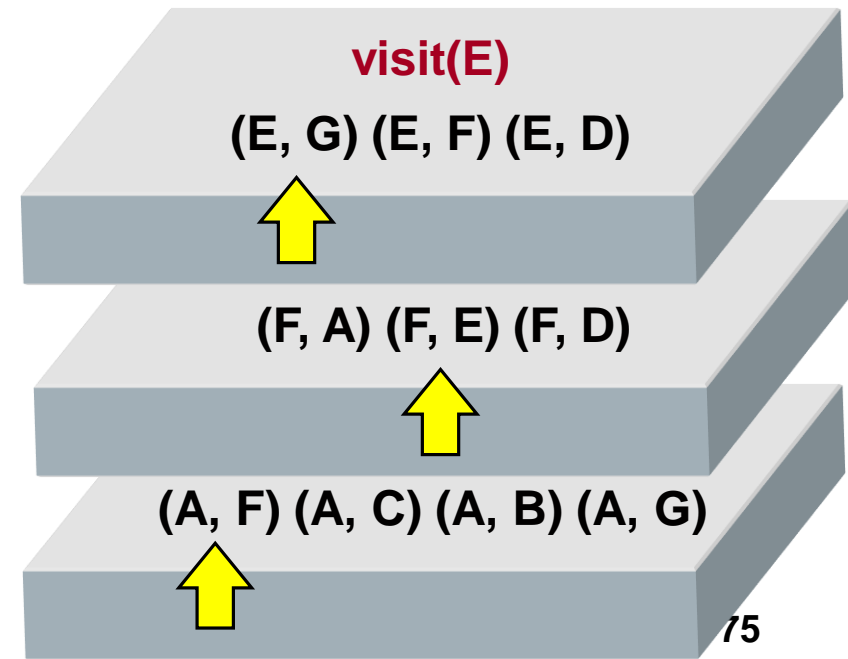 visit(E)
(E, G) (E, F) (E, D)
(F, A) (F, E) (F, D)
(A, F) (A, C) (A, B) (A, G)
75